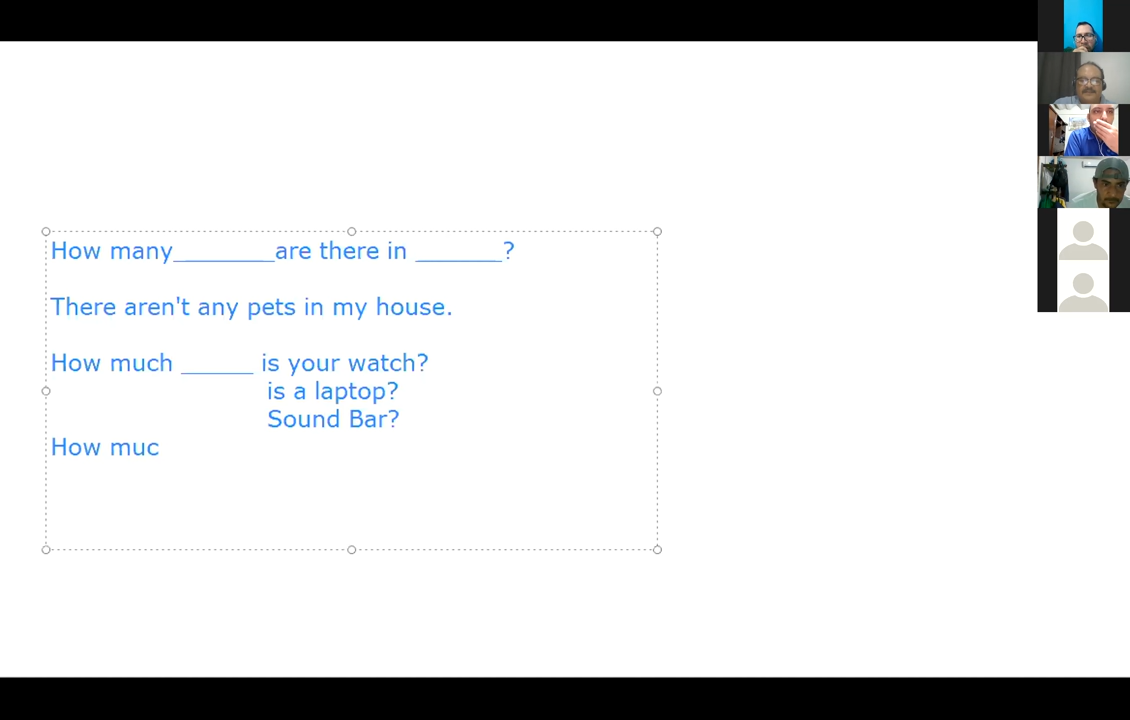 How many________are there in _______?
There aren't any pets in my house.
How much ______ is your watch?
is a laptop?
Sound Bar?
How muc